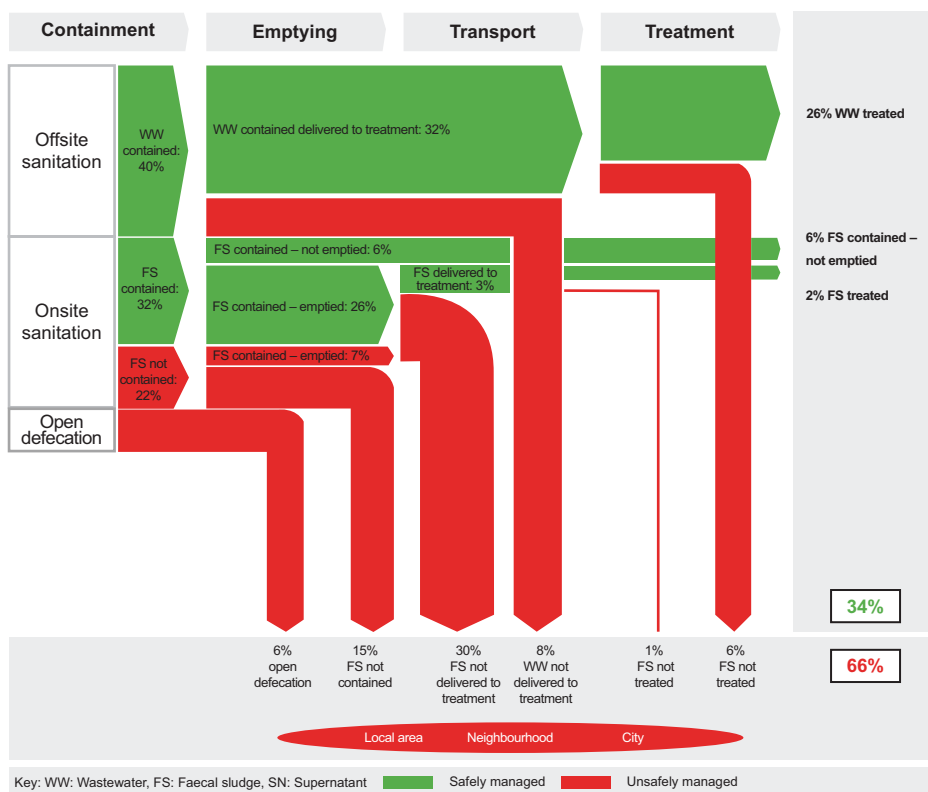 Containment
Emptying
Transport
Treatment
Offsite
sanitation
WW
contained:
40%
WW contained delivered to treatment: 32%
26% WW treated
Onsite
sanitation
FS
contained:
32%
FS contained – not emptied: 6%
6% FS contained –
not emptied
FS contained – emptied: 26%
FS delivered to
treatment: 3%
2% FS treated
FS not
contained:
22%
FS contained – emptied: 7%
Open
defecation
34%
6%
open
defecation
15%
FS not
contained
30%
FS not
delivered to
treatment
8%
WW not
delivered to
treatment
1%
FS not
treated
6%
FS not
treated
66%
Local area
Neighbourhood
City
Key: WW: Wastewater, FS: Faecal sludge, SN: Supernatant
Safely managed
Unsafely managed